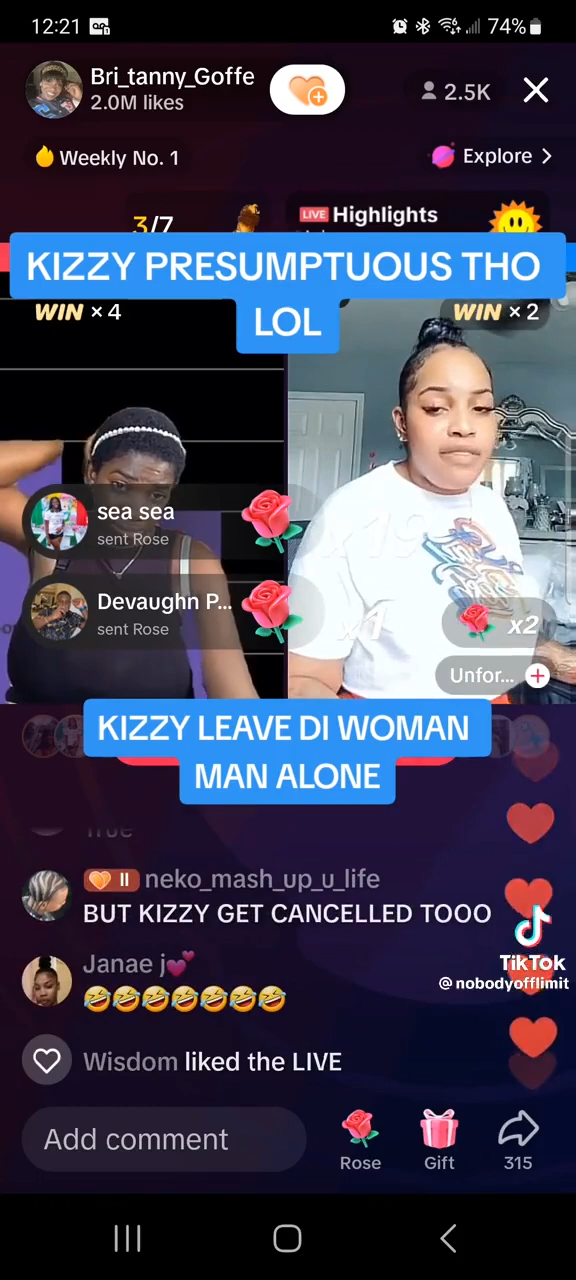 12:21
74%
Bri_tanny_Goffe
2.0M likes
2.5K
Weekly No. 1
Explore
3/7
LIVE Highlights
KIZZY PRESUMPTUOUS THO
LOL
WIN × 4
WIN × 2
sea sea
sent Rose
x19
Devaughn P...
sent Rose
x1
x2
Unfor...
KIZZY LEAVE DI WOMAN
MAN ALONE
True
II neko_mash_up_u_life
BUT KIZZY GET CANCELLED TOOO
TikTok
@nobodyofflimit
Janae j💕
🤣🤣🤣🤣🤣🤣🤣
Wisdom liked the LIVE
Add comment
Rose
Gift
315